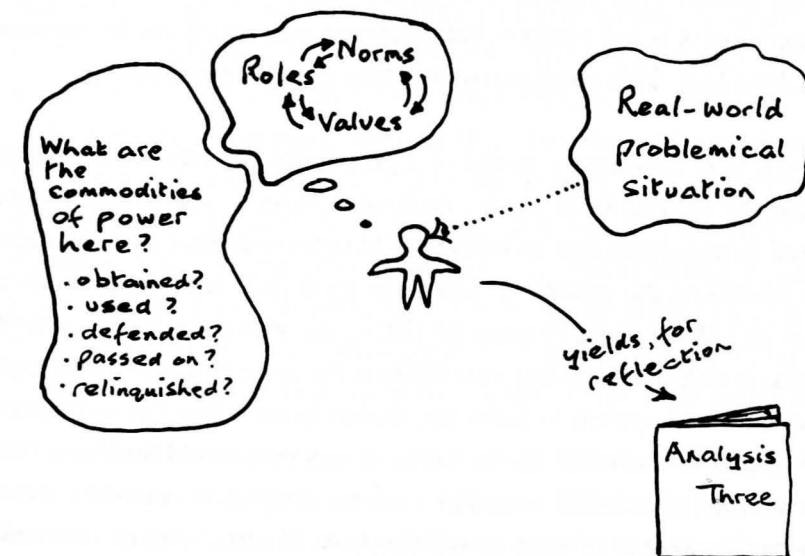 Norms
Roles
Values
What are
the
commodities
of power
here?
· obtained?
· used?
· defended?
· passed on?
· relinquished?
Real-world
problemical
situation
yields, for
reflection
Analysis
Three